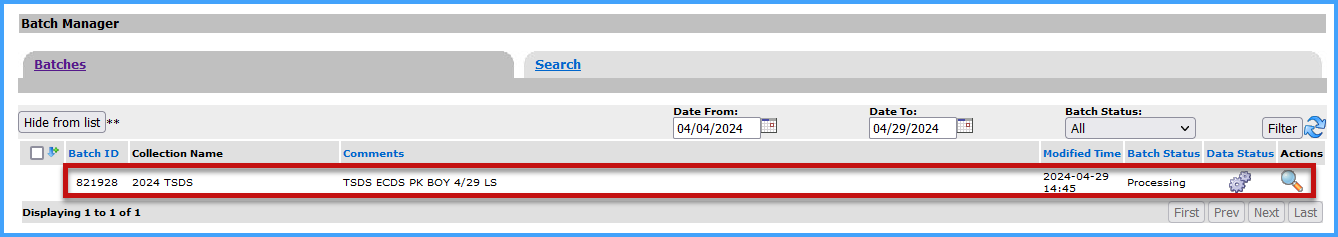 Batch Manager
Batches Search
Date From: Date To: Batch Status:
Hide from list ** 04/04/2024 04/29/2024 All Filter
Batch ID Collection Name Comments Modified Time Batch Status Data Status Actions
821928 2024 TSDS TSDS ECDS PK BOY 4/29 LS 2024-04-29 14:45 Processing
Displaying 1 to 1 of 1 First Prev Next Last